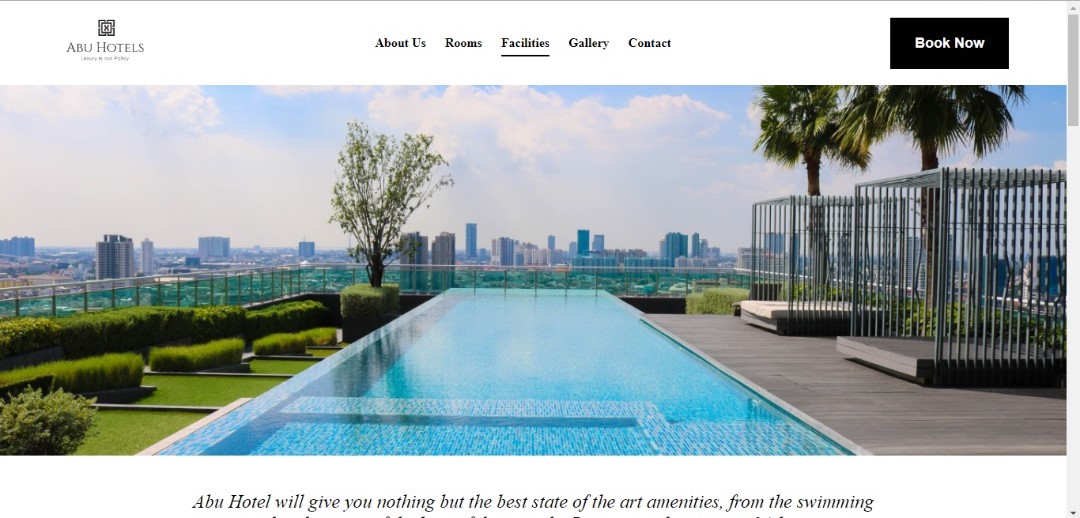 ABU HOTELS
Luxury is our Policy
About Us Rooms Facilities Gallery Contact
Book Now
Abu Hotel will give you nothing but the best state of the art amenities, from the swimming